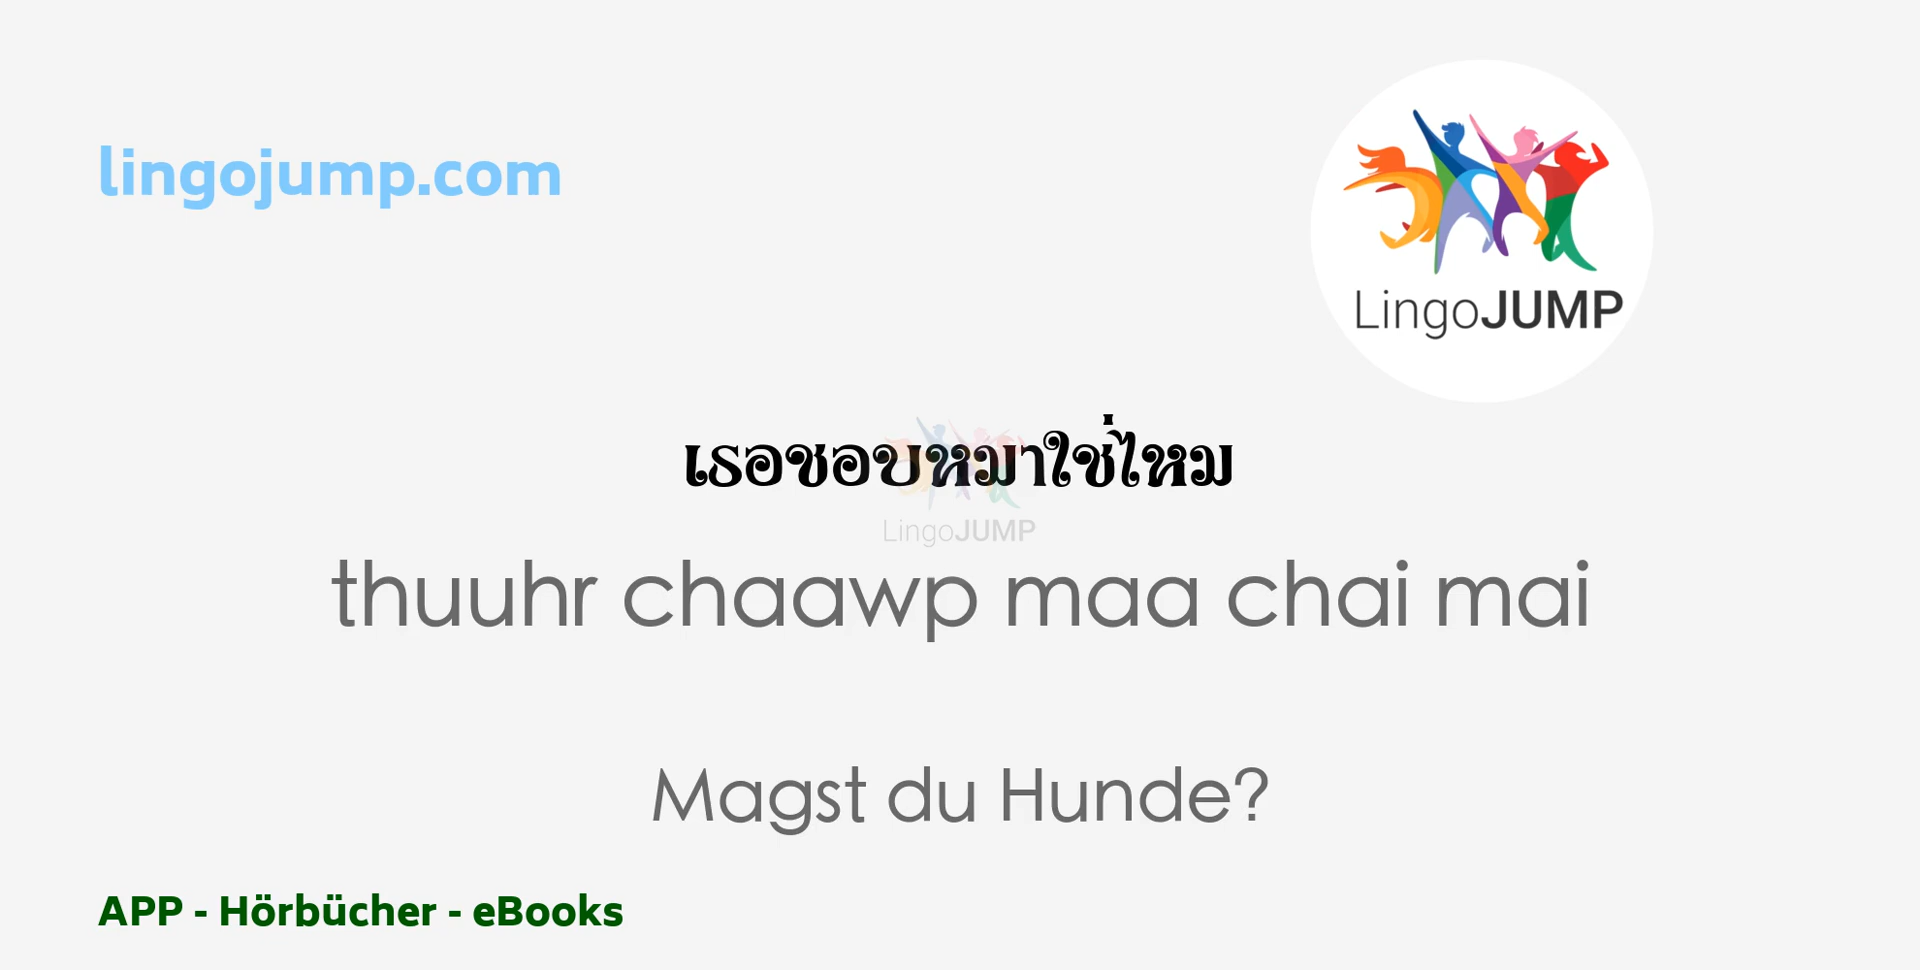 lingojump.com
LingoJUMP
เธอชอบหมาใช่ไหม
LingoJUMP
thuuhr chaawp maa chai mai
Magst du Hunde?
APP - Hörbücher - eBooks